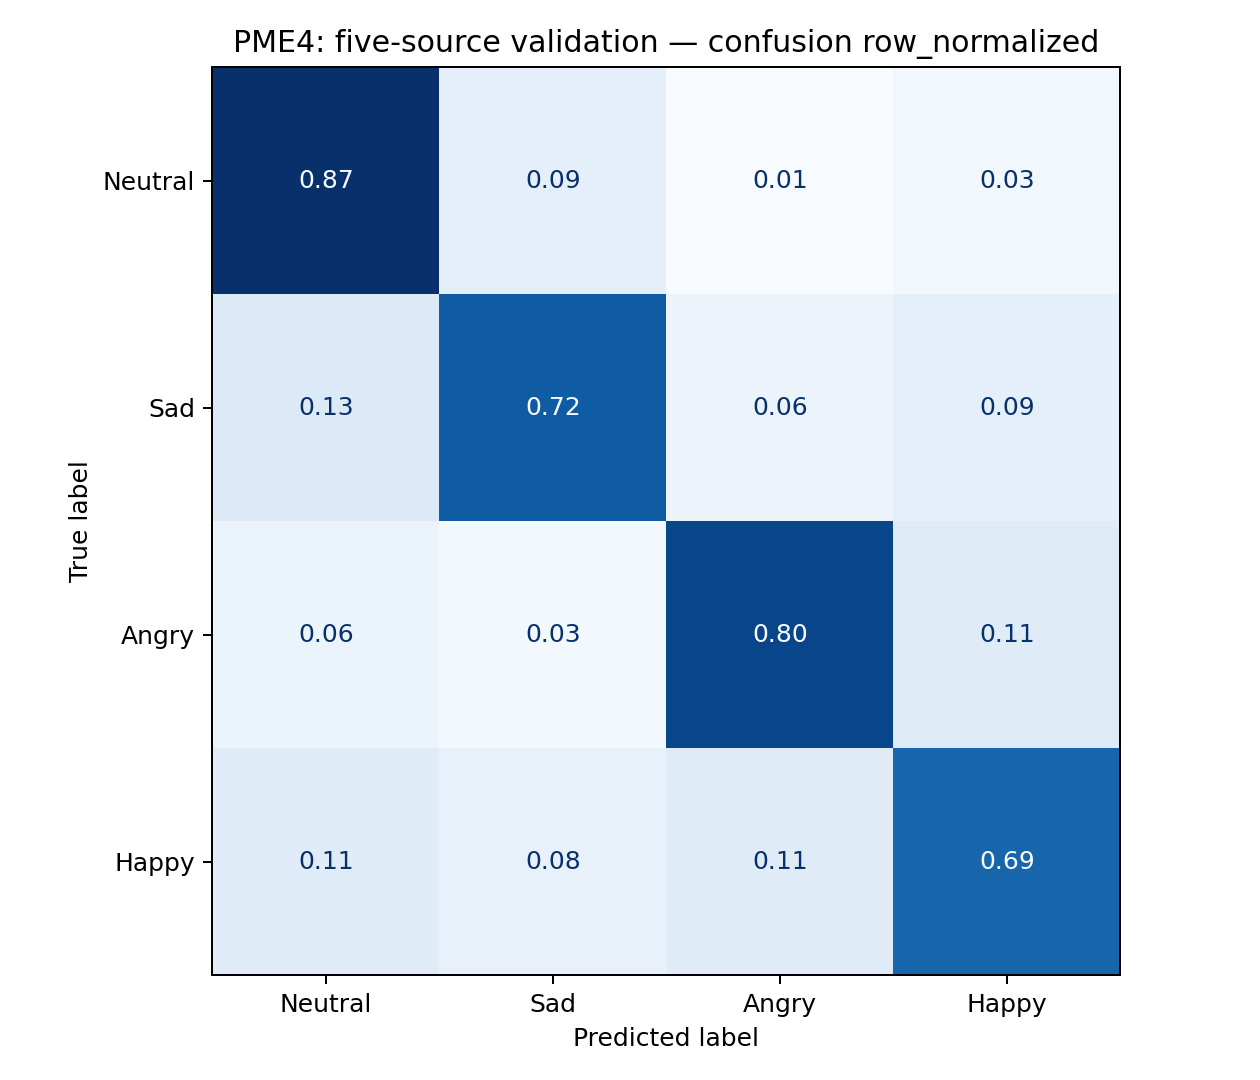 PME4: five-source validation — confusion row_normalized
Neutral 0.87 0.09 0.01 0.03
Sad 0.13 0.72 0.06 0.09
Angry 0.06 0.03 0.80 0.11
Happy 0.11 0.08 0.11 0.69
True label
Neutral Sad Angry Happy
Predicted label